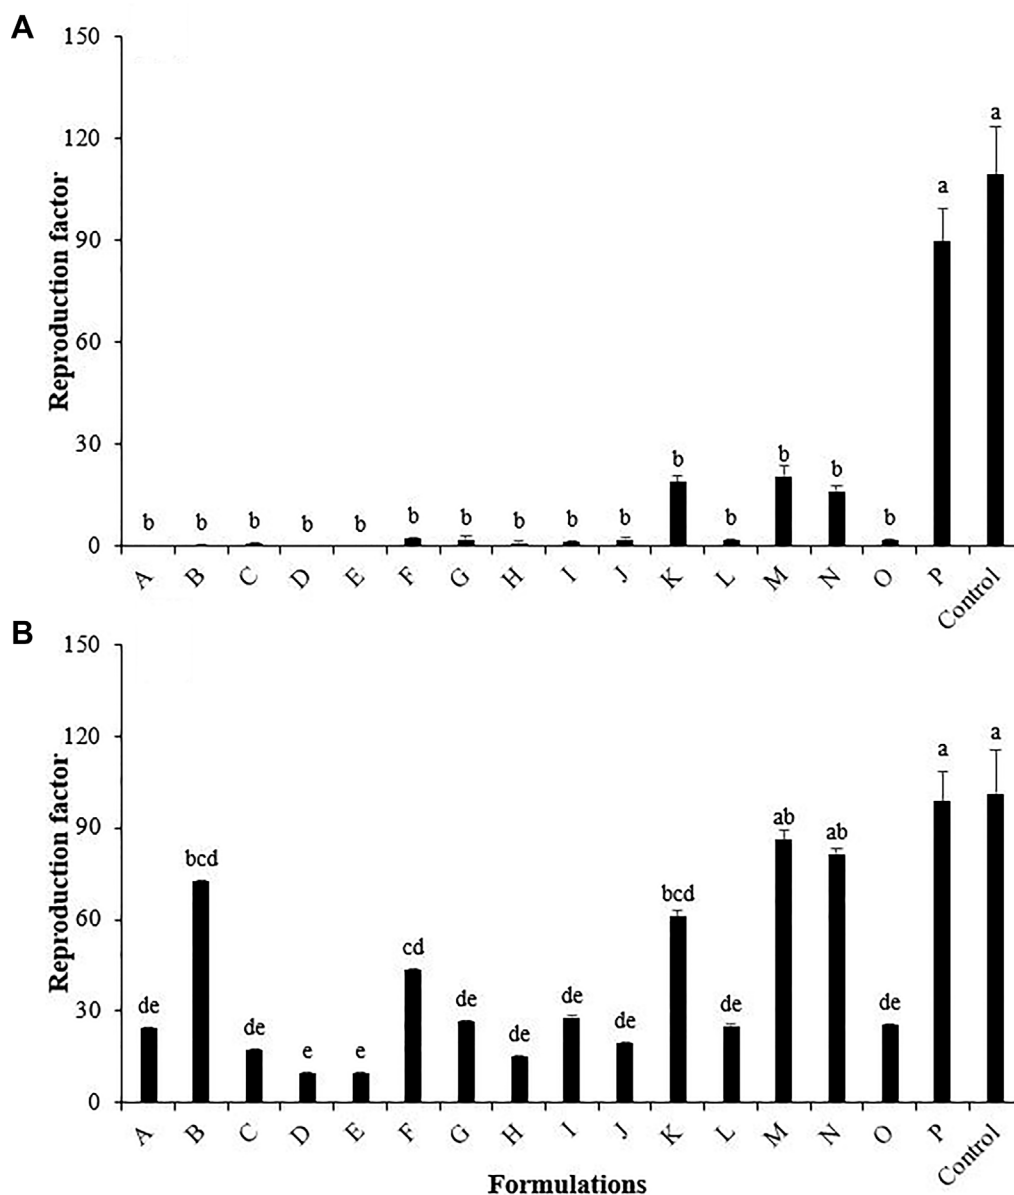 A
Reproduction factor
150
120
90
60
30
0
a
a
b b b b b b b b b b b b b b b
A B C D E F G H I J K L M N O P Control
B
Reproduction factor
150
120
90
60
30
0
de bcd de e e cd de de de de bcd de ab ab de a a
A B C D E F G H I J K L M N O P Control
Formulations